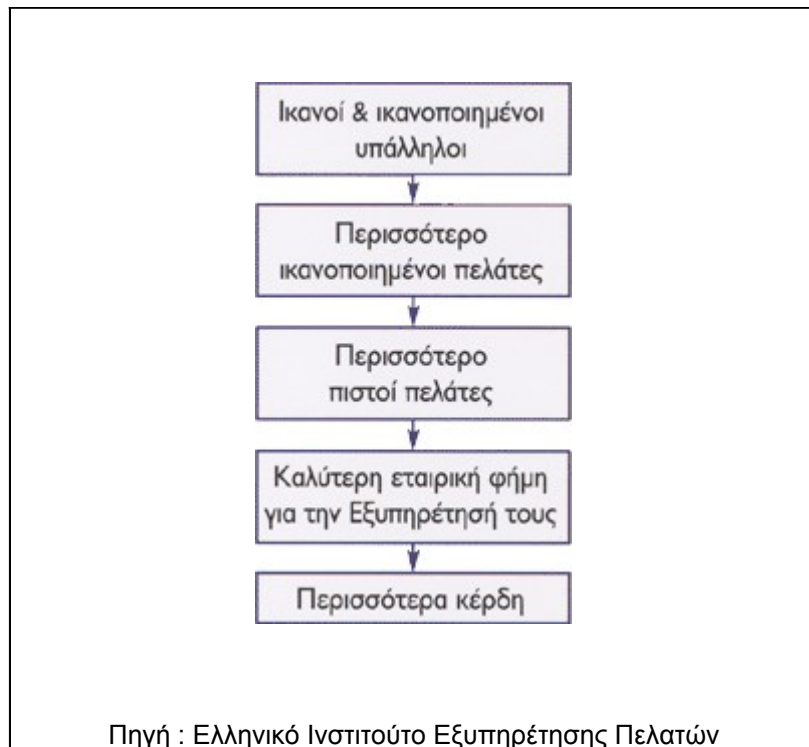 Ικανοί & ικανοποιημένοι
υπάλληλοι
Περισσότερο
ικανοποιημένοι πελάτες
Περισσότερο
πιστοί πελάτες
Καλύτερη εταιρική φήμη
για την Εξυπηρέτησή τους
Περισσότερα κέρδη
Πηγή : Ελληνικό Ινστιτούτο Εξυπηρέτησης Πελατών